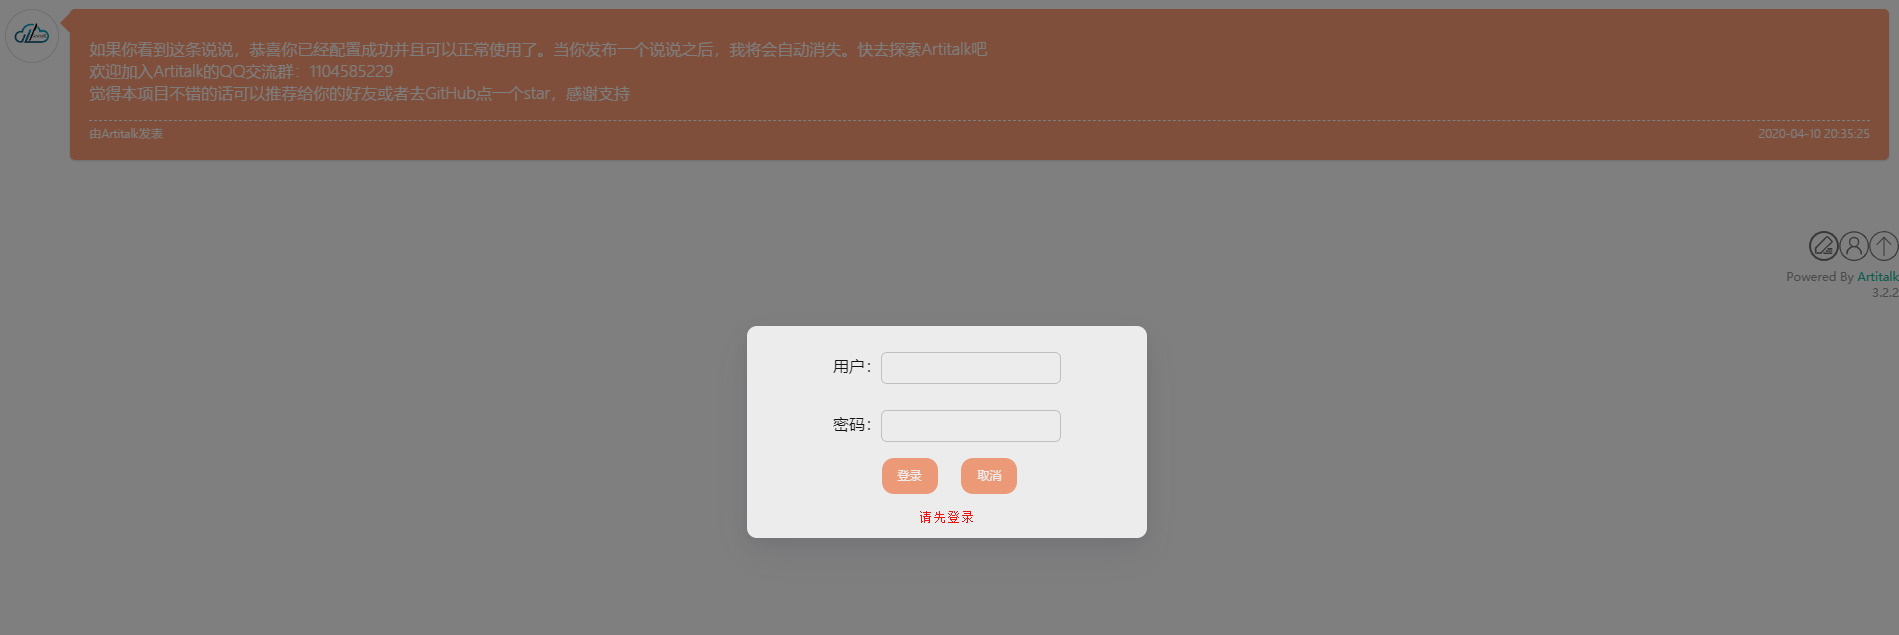 如果你看到这条说说，恭喜你已经配置成功并且可以正常使用了。当你发布一个说说之后，我将会自动消失。快去探索Artitalk吧
欢迎加入Artitalk的QQ交流群：1104585229
觉得本项目不错的话可以推荐给你的好友或者去GitHub点一个star，感谢支持
由Artitalk发表
2020-04-10 20:35:25
Powered By Artitalk
3.2.2
用户：
密码：
登录
取消
请先登录